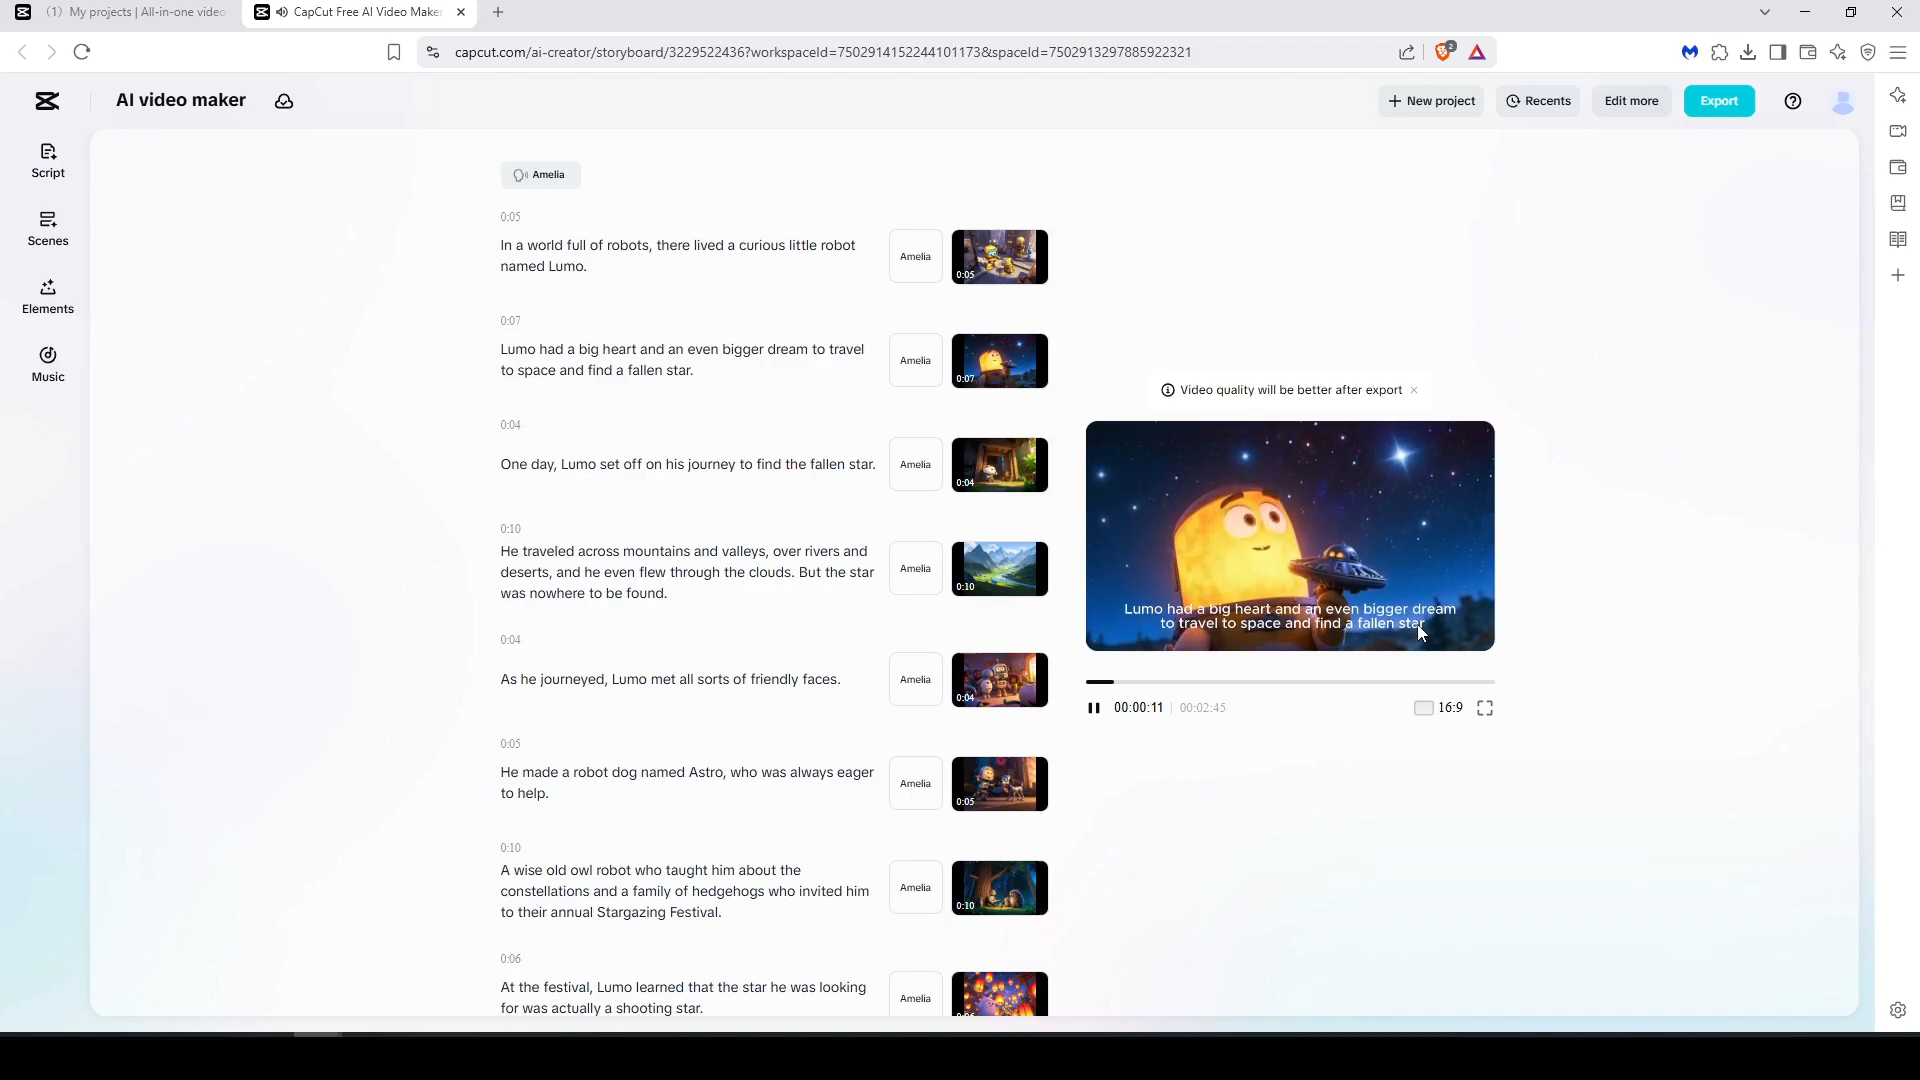 (1) My projects | All-in-one video
CapCut Free AI Video Maker
capcut.com/ai-creator/storyboard/3229522436?workspaceId=7502914152244101173&spaceId=7502913297885922321
2
AI video maker
New project
Recents
Edit more
Export
Script
Scenes
Elements
Music
Amelia
0:05
In a world full of robots, there lived a curious little robot
named Lumo.
Amelia
0:05
0:07
Lumo had a big heart and an even bigger dream to travel
to space and find a fallen star.
Amelia
0:07
0:04
One day, Lumo set off on his journey to find the fallen star.
Amelia
0:04
0:10
He traveled across mountains and valleys, over rivers and
deserts, and he even flew through the clouds. But the star
was nowhere to be found.
Amelia
0:10
0:04
As he journeyed, Lumo met all sorts of friendly faces.
Amelia
0:04
0:05
He made a robot dog named Astro, who was always eager
to help.
Amelia
0:05
0:10
A wise old owl robot who taught him about the
constellations and a family of hedgehogs who invited him
to their annual Stargazing Festival.
Amelia
0:10
0:06
At the festival, Lumo learned that the star he was looking
for was actually a shooting star.
Amelia
0:06
Video quality will be better after export
Lumo had a big heart and an even bigger dream
to travel to space and find a fallen star
00:00:11 | 00:02:45
16:9